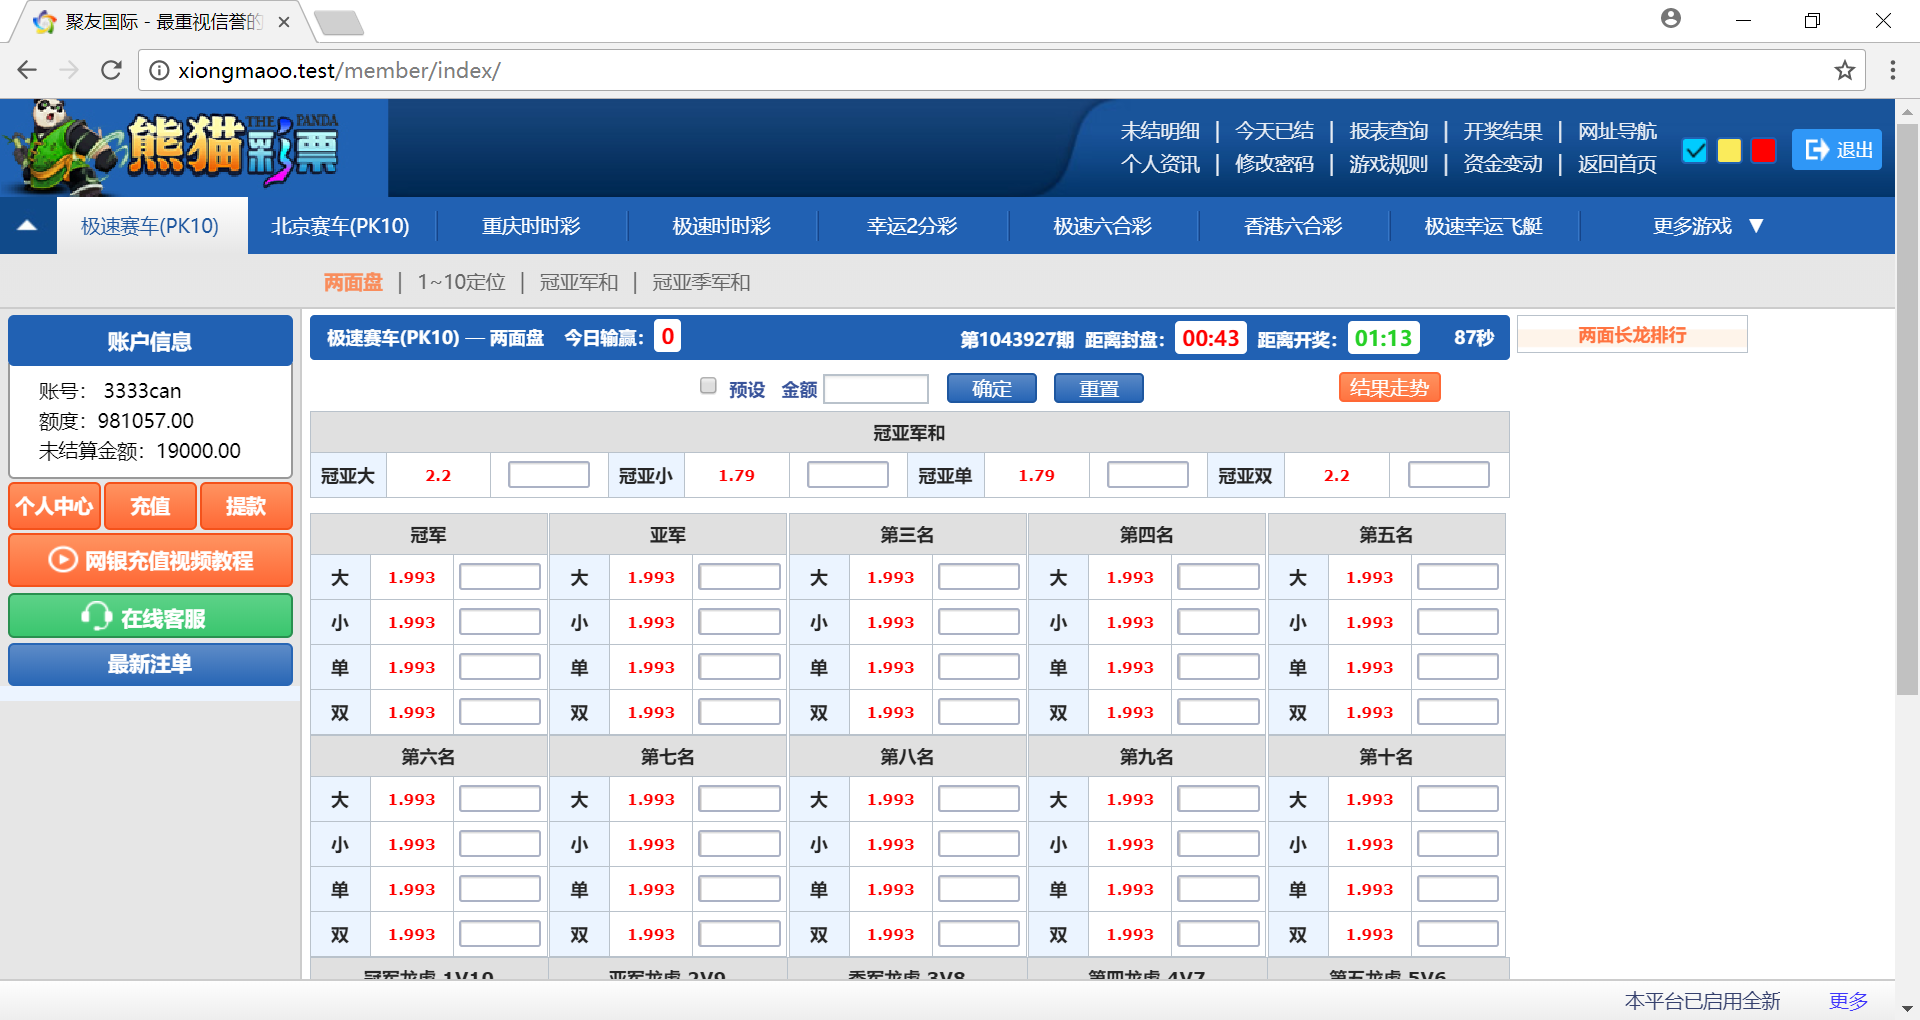 聚友国际 - 最重视信誉的
xiongmaoo.test/member/index/
THE PANDA
熊猫彩票
未结明细 | 今天已结 | 报表查询 | 开奖结果 | 网址导航
个人资讯 | 修改密码 | 游戏规则 | 资金变动 | 返回首页
退出
极速赛车(PK10) 北京赛车(PK10) 重庆时时彩 极速时时彩 幸运2分彩 极速六合彩 香港六合彩 极速幸运飞艇 更多游戏 ▼
两面盘 | 1~10定位 | 冠亚军和 | 冠亚季军和
账户信息
账号： 3333can
额度：981057.00
未结算金额：19000.00
个人中心 充值 提款
网银充值视频教程
在线客服
最新注单
极速赛车(PK10) — 两面盘 今日输赢：0 第1043927期 距离封盘：00:43 距离开奖：01:13 87秒
两面长龙排行
预设 金额 确定 重置 结果走势
冠亚军和
冠亚大 2.2 冠亚小 1.79 冠亚单 1.79 冠亚双 2.2
冠军 亚军 第三名 第四名 第五名
大 1.993 大 1.993 大 1.993 大 1.993 大 1.993
小 1.993 小 1.993 小 1.993 小 1.993 小 1.993
单 1.993 单 1.993 单 1.993 单 1.993 单 1.993
双 1.993 双 1.993 双 1.993 双 1.993 双 1.993
第六名 第七名 第八名 第九名 第十名
大 1.993 大 1.993 大 1.993 大 1.993 大 1.993
小 1.993 小 1.993 小 1.993 小 1.993 小 1.993
单 1.993 单 1.993 单 1.993 单 1.993 单 1.993
双 1.993 双 1.993 双 1.993 双 1.993 双 1.993
冠军龙虎 1V10 亚军龙虎 2V9 季军龙虎 3V8 第四龙虎 4V7 第五龙虎 5V6
本平台已启用全新 更多